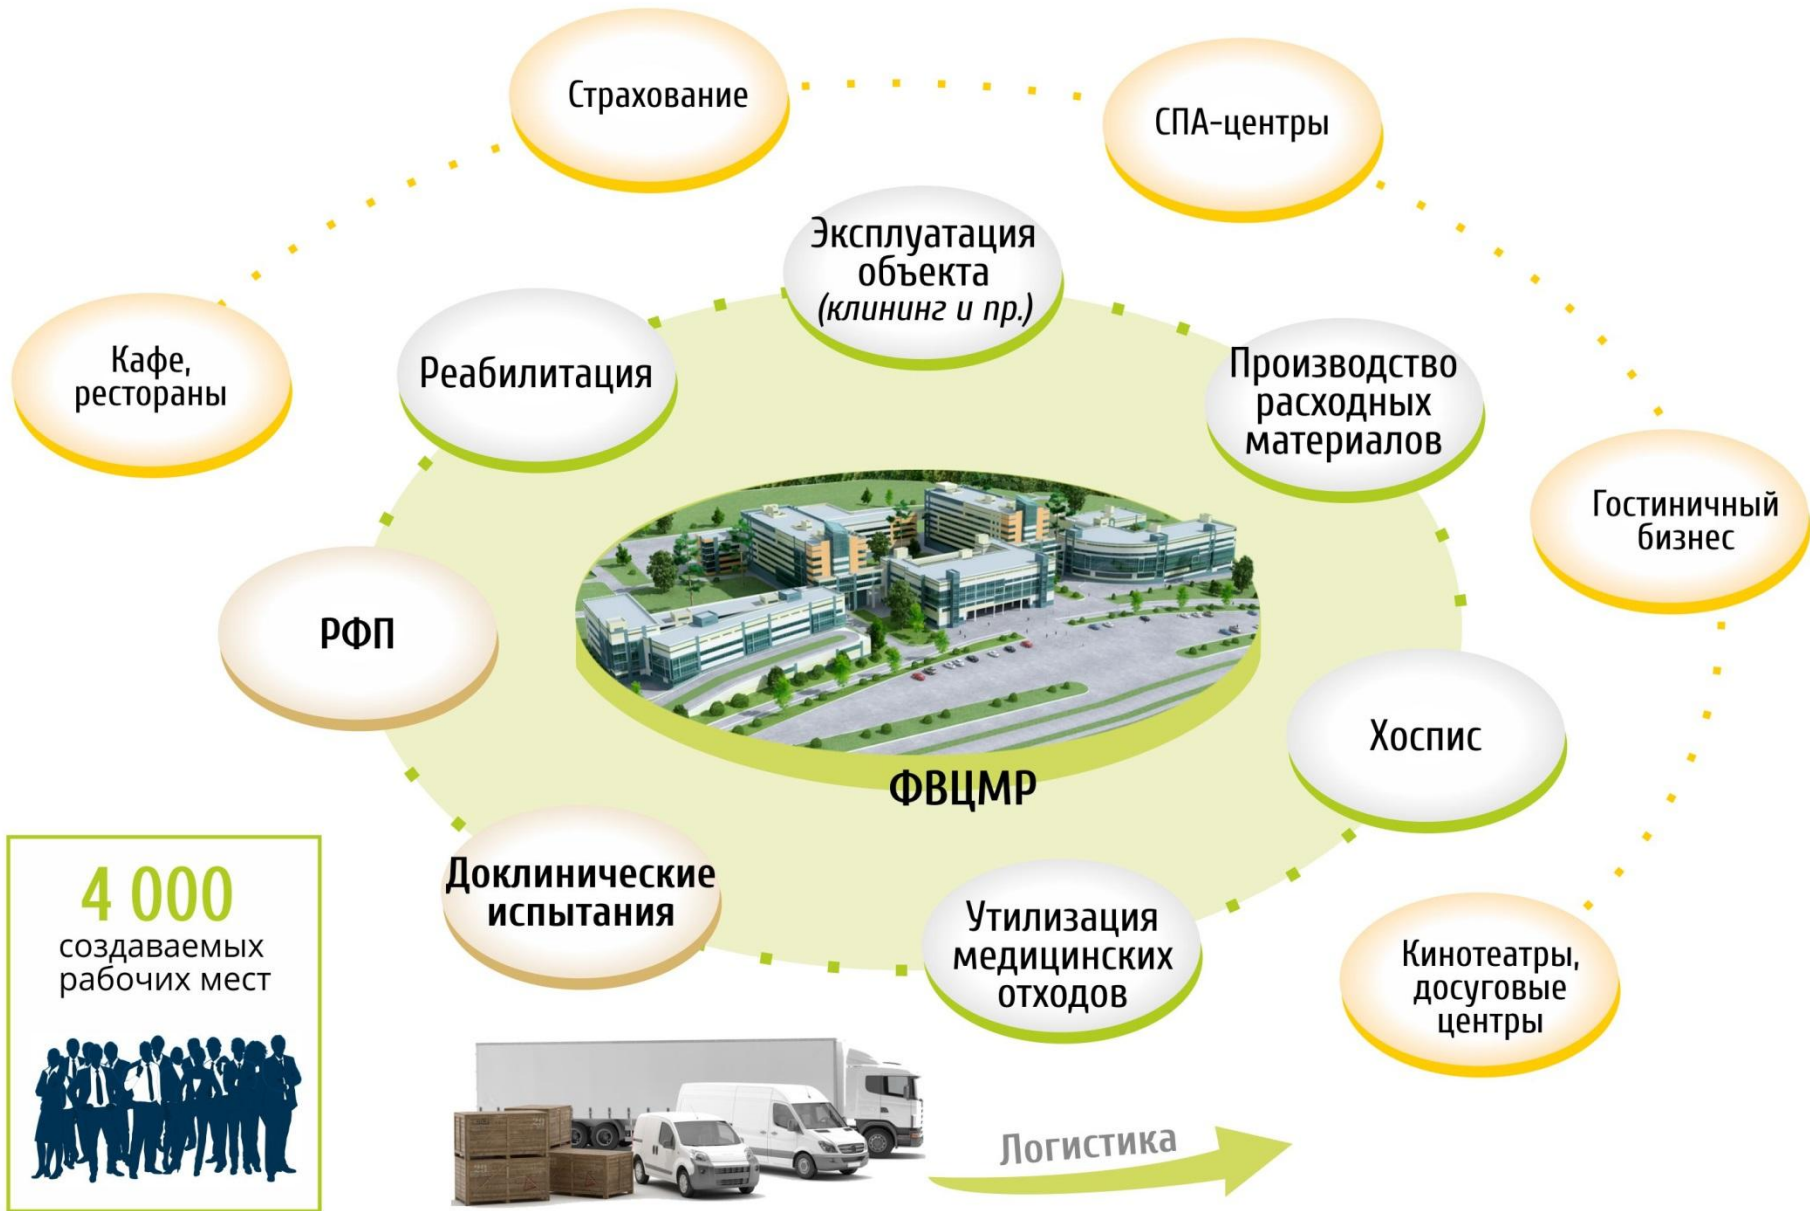 Страхование
СПА-центры
Эксплуатация
объекта
(клининг и пр.)
Кафе,
рестораны
Реабилитация
Производство
расходных
материалов
Гостиничный
бизнес
РФП
Хоспис
ФВЦМР
Доклинические
испытания
Утилизация
медицинских
отходов
Кинотеатры,
досуговые
центры
4 000
создаваемых
рабочих мест
Логистика